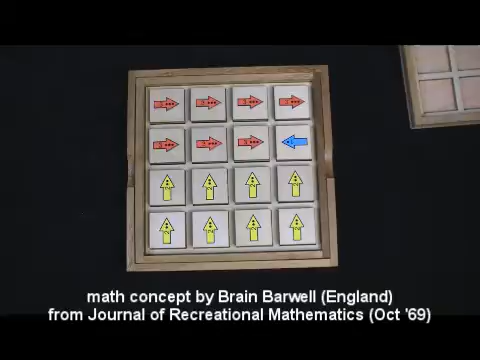 math concept by Brain Barwell (England)
from Journal of Recreational Mathematics (Oct '69)